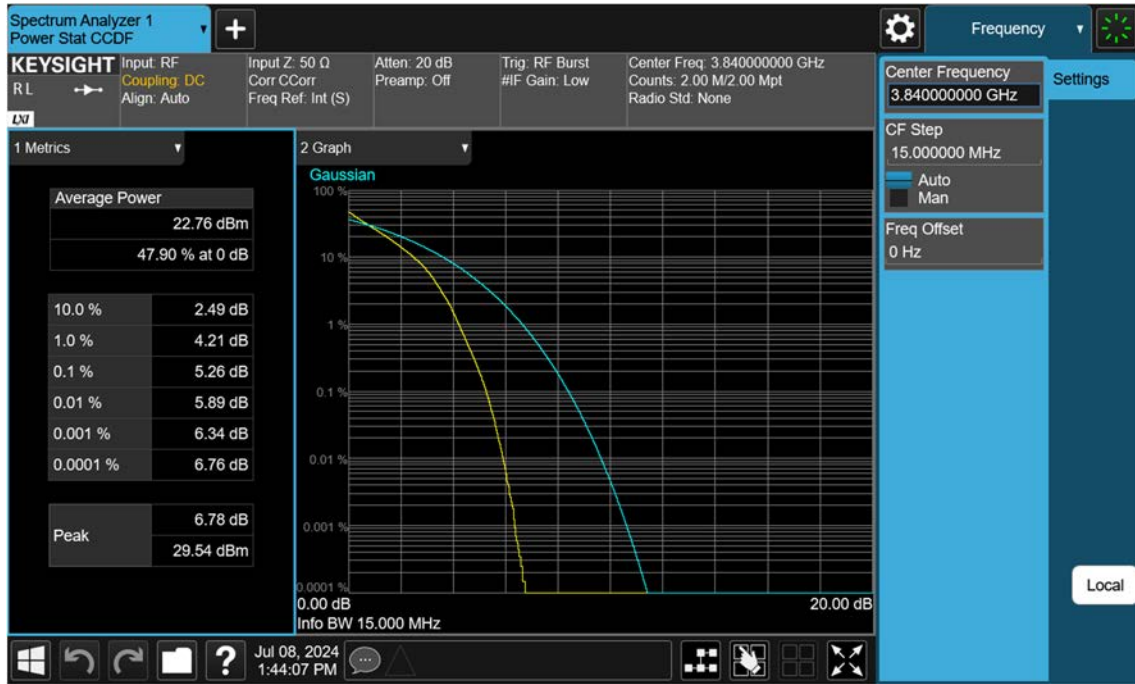 Spectrum Analyzer 1
Power Stat CCDF
+
Frequency
KEYSIGHT
RL
LXI
Input: RF
Coupling: DC
Align: Auto
Input Z: 50 Ω
Corr CCorr
Freq Ref: Int (S)
Atten: 20 dB
Preamp: Off
Trig: RF Burst
#IF Gain: Low
Center Freq: 3.840000000 GHz
Counts: 2.00 M/2.00 Mpt
Radio Std: None
Center Frequency
3.840000000 GHz
Settings
CF Step
15.000000 MHz
Auto
Man
Freq Offset
0 Hz
1 Metrics
Average Power
22.76 dBm
47.90 % at 0 dB
10.0 % 2.49 dB
1.0 % 4.21 dB
0.1 % 5.26 dB
0.01 % 5.89 dB
0.001 % 6.34 dB
0.0001 % 6.76 dB
Peak
6.78 dB
29.54 dBm
2 Graph
Gaussian
100 %
10 %
1 %
0.1 %
0.01 %
0.001 %
0.0001 %
0.00 dB 20.00 dB
Info BW 15.000 MHz
Local
?
Jul 08, 2024
1:44:07 PM